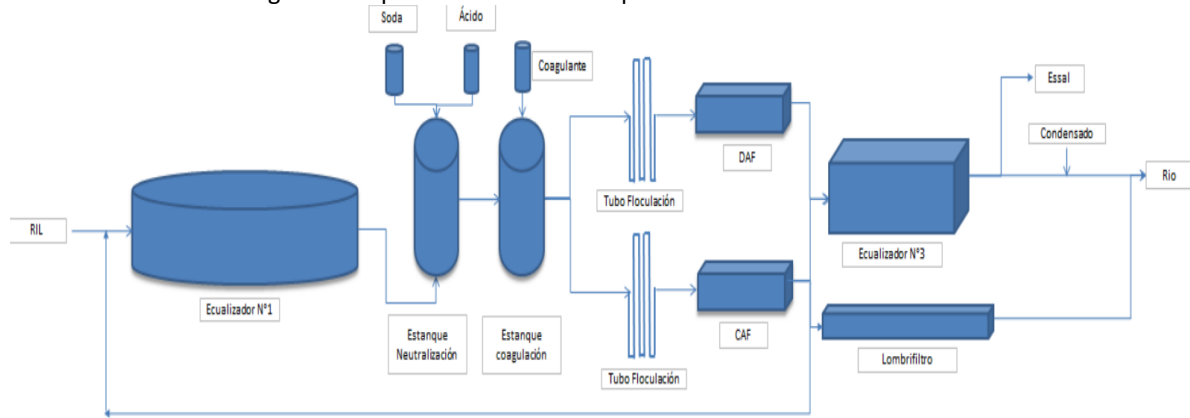 Soda
Ácido
Coagulante
Essal
Condensado
DAF
Rio
Tubo Floculación
RIL
Ecualizador N°3
Ecualizador N°1
Estanque
Neutralización
Estanque
coagulación
CAF
Lombrifiltro
Tubo Floculación